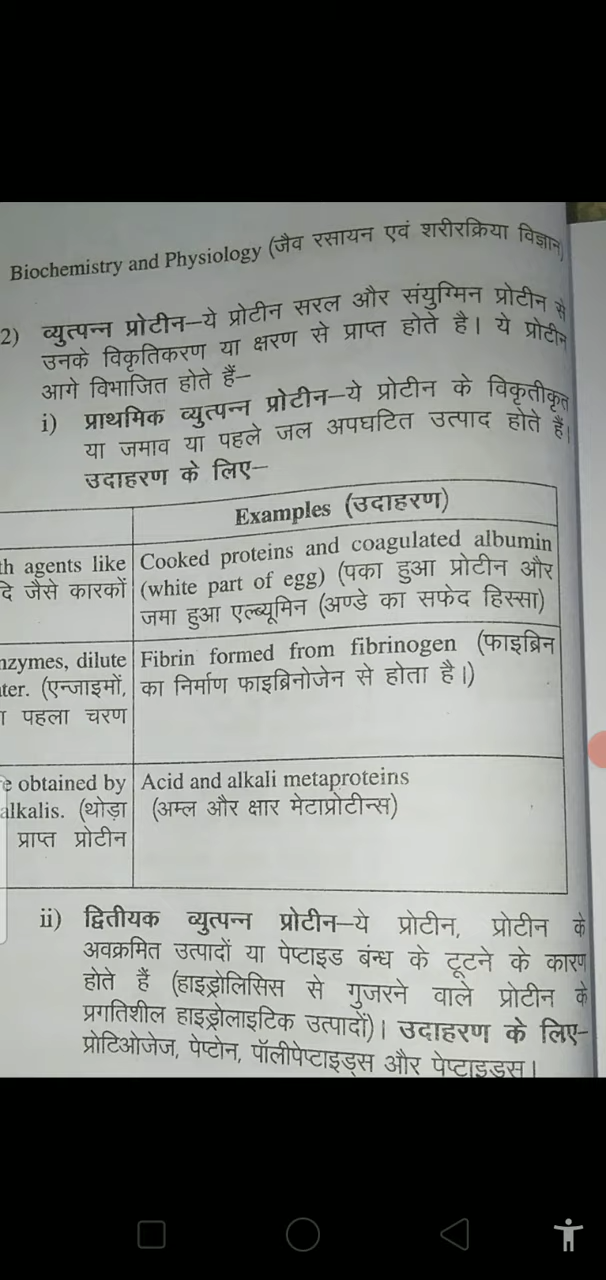 Biochemistry and Physiology (जैव रसायन एवं शरीरक्रिया विज्ञान)
2) व्युत्पन्न प्रोटीन–ये प्रोटीन सरल और संयुग्मिन प्रोटीन से
उनके विकृतिकरण या क्षरण से प्राप्त होते है। ये प्रोटीन
आगे विभाजित होते हैं–
i) प्राथमिक व्युत्पन्न प्रोटीन–ये प्रोटीन के विकृतीकृत
या जमाव या पहले जल अपघटित उत्पाद होते हैं।
उदाहरण के लिए–
Examples (उदाहरण)
th agents like
दे जैसे कारकों
Cooked proteins and coagulated albumin
(white part of egg) (पका हुआ प्रोटीन और
जमा हुआ एल्ब्यूमिन (अण्डे का सफेद हिस्सा)
nzymes, dilute
ter. (एन्जाइमों,
पहला चरण
Fibrin formed from fibrinogen (फाइब्रिन
का निर्माण फाइब्रिनोजेन से होता है।)
e obtained by
alkalis. (थोड़ा
प्राप्त प्रोटीन
Acid and alkali metaproteins
(अम्ल और क्षार मेटाप्रोटीन्स)
ii) द्वितीयक व्युत्पन्न प्रोटीन–ये प्रोटीन, प्रोटीन के
अवक्रमित उत्पादों या पेप्टाइड बंन्ध के टूटने के कारण
होते हैं (हाइड्रोलिसिस से गुजरने वाले प्रोटीन के
प्रगतिशील हाइड्रोलाइटिक उत्पादों)। उदाहरण के लिए–
प्रोटिओजेज, पेप्टोन, पॉलीपेप्टाइड्स और पेप्टाइडस।